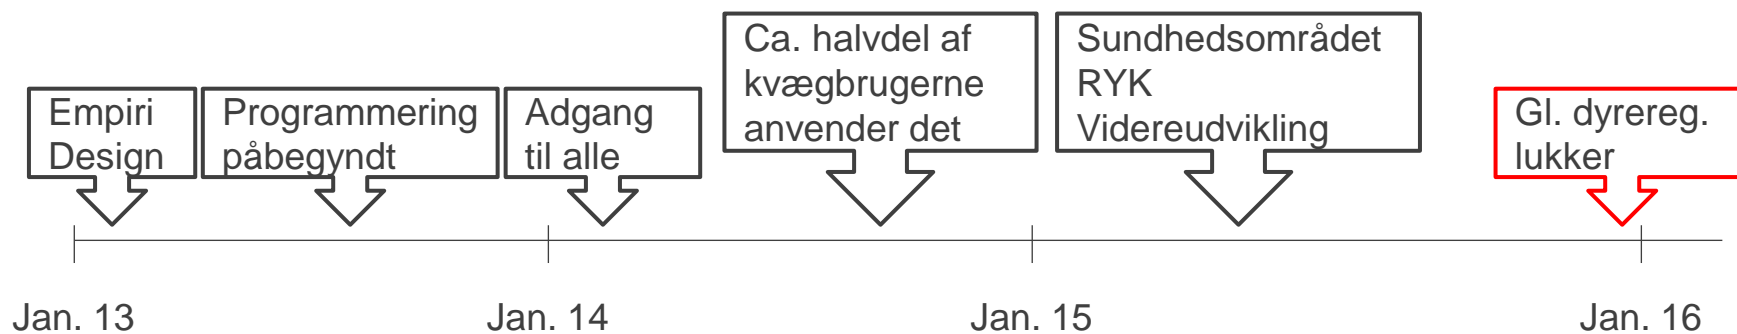 Empiri
Design
Programmering
påbegyndt
Adgang
til alle
Ca. halvdel af
kvægbrugerne
anvender det
Sundhedsområdet
RYK
Videreudvikling
Gl. dyrereg.
lukker
Jan. 13
Jan. 14
Jan. 15
Jan. 16